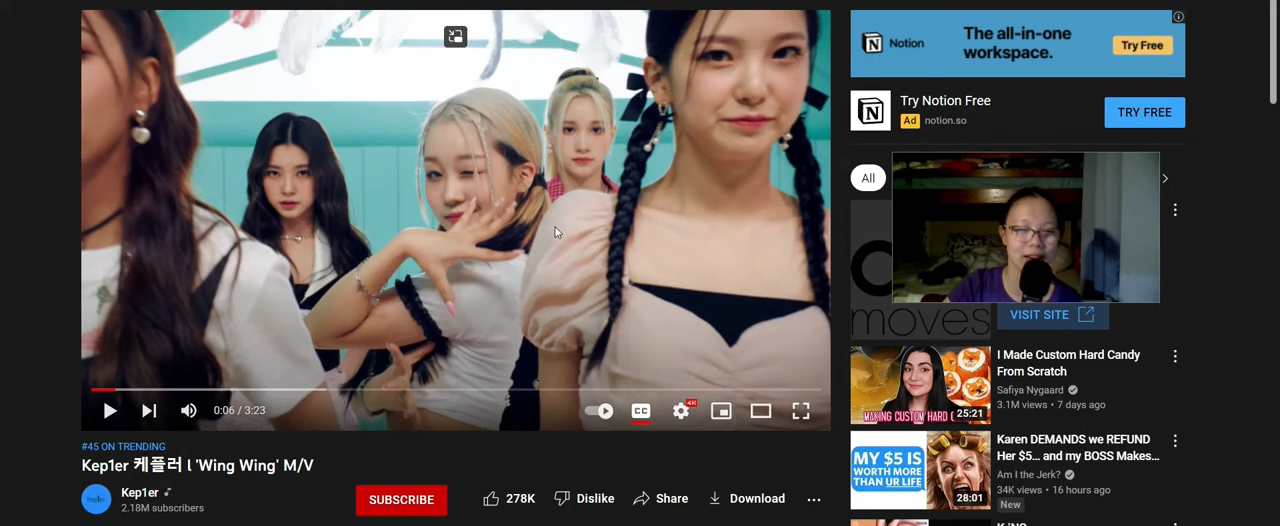 Notion
The all-in-one
workspace.
Try Free
Try Notion Free
Ad notion.so
TRY FREE
All
moves
VISIT SITE
0:06 / 3:23
CC
4K
#45 ON TRENDING
Kep1er 케플러 l 'Wing Wing' M/V
Kep1er
2.18M subscribers
SUBSCRIBE
278K
Dislike
Share
Download
I Made Custom Hard Candy
From Scratch
Safiya Nygaard
3.1M views • 7 days ago
25:21
Karen DEMANDS we REFUND
Her $5... and my BOSS Makes...
Am I the Jerk?
34K views • 16 hours ago
New
MY $5 IS
WORTH MORE
THAN UR LIFE
28:01